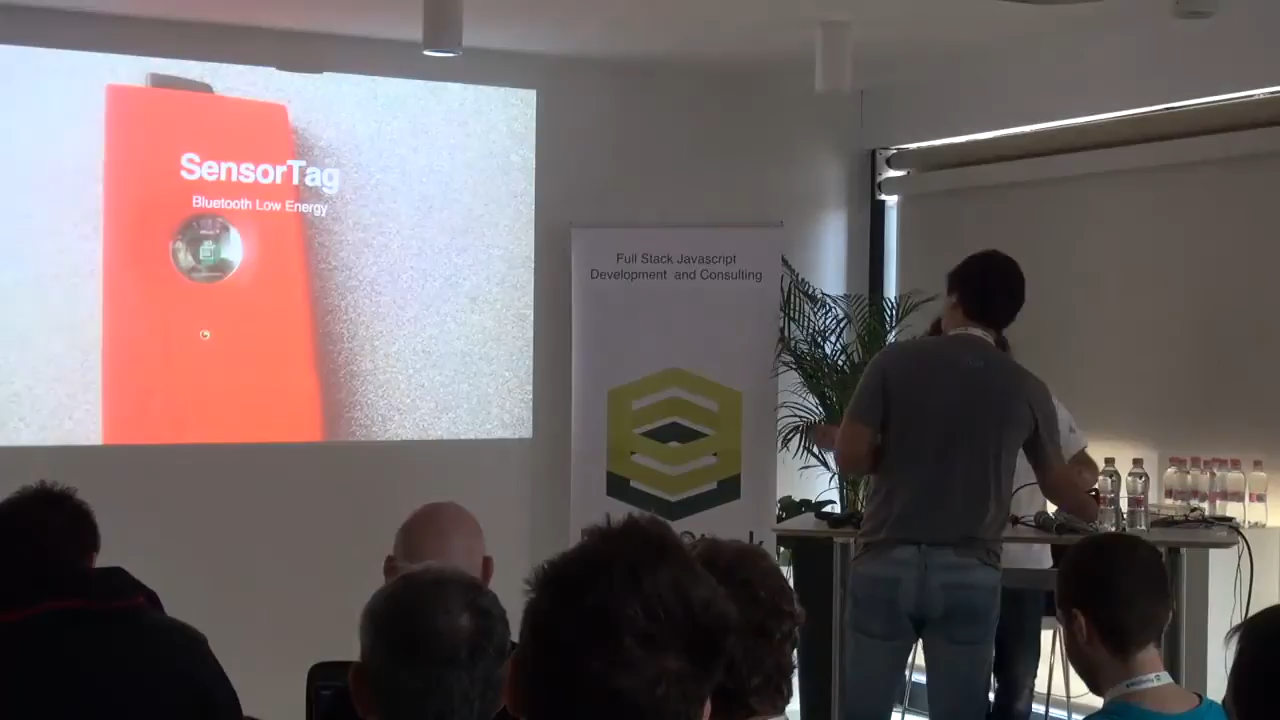 SensorTag
Bluetooth Low Energy
Full Stack Javascript
Development and Consulting